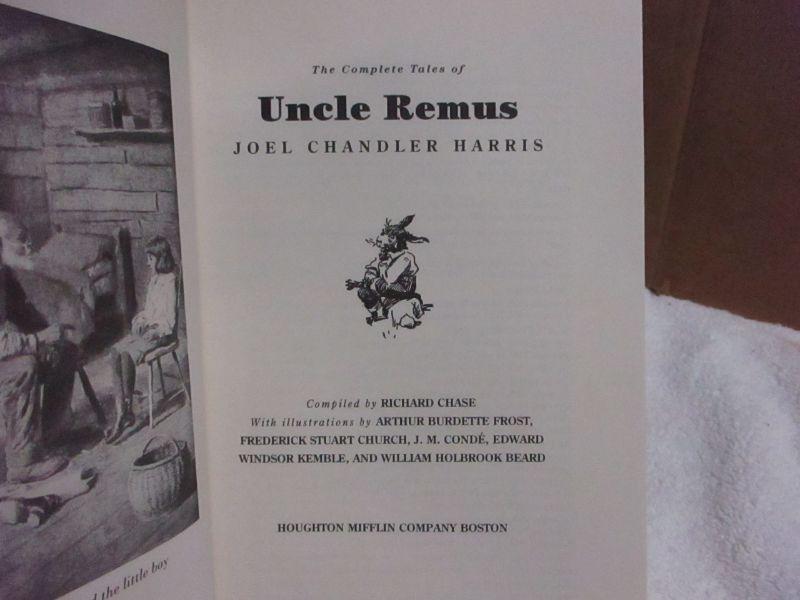 The Complete Tales of
Uncle Remus
JOEL CHANDLER HARRIS
Compiled by RICHARD CHASE
With illustrations by ARTHUR BURDETTE FROST,
FREDERICK STUART CHURCH, J. M. CONDÉ, EDWARD
WINDSOR KEMBLE, AND WILLIAM HOLBROOK BEARD
HOUGHTON MIFFLIN COMPANY BOSTON
the little boy